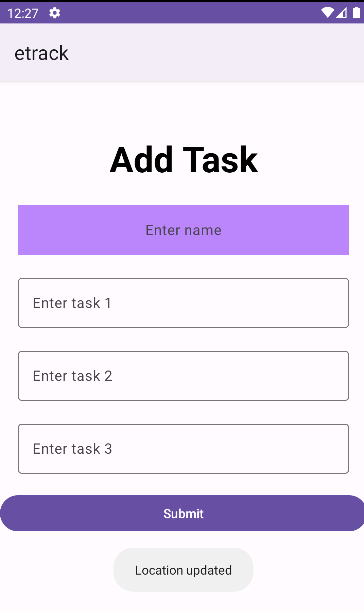 12:27
etrack
Add Task
Enter name
Enter task 1
Enter task 2
Enter task 3
Submit
Location updated